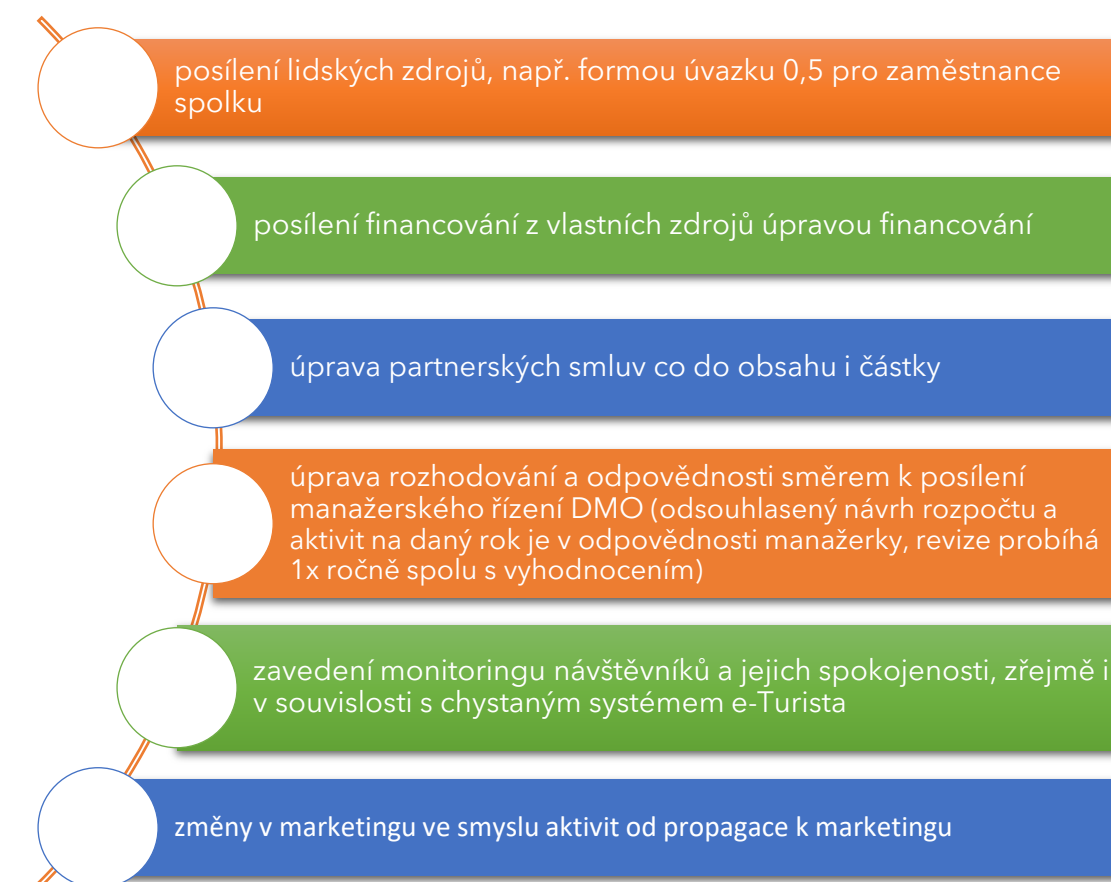 posílení lidských zdrojů, např. formou úvazku 0,5 pro zaměstnance
spolku
posílení financování z vlastních zdrojů úpravou financování
úprava partnerských smluv co do obsahu i částky
úprava rozhodování a odpovědnosti směrem k posílení
manažerského řízení DMO (odsouhlasený návrh rozpočtu a
aktivit na daný rok je v odpovědnosti manažerky, revize probíhá
1x ročně spolu s vyhodnocením)
zavedení monitoringu návštěvníků a jejich spokojenosti, zřejmě i
v souvislosti s chystaným systémem e-Turista
změny v marketingu ve smyslu aktivit od propagace k marketingu